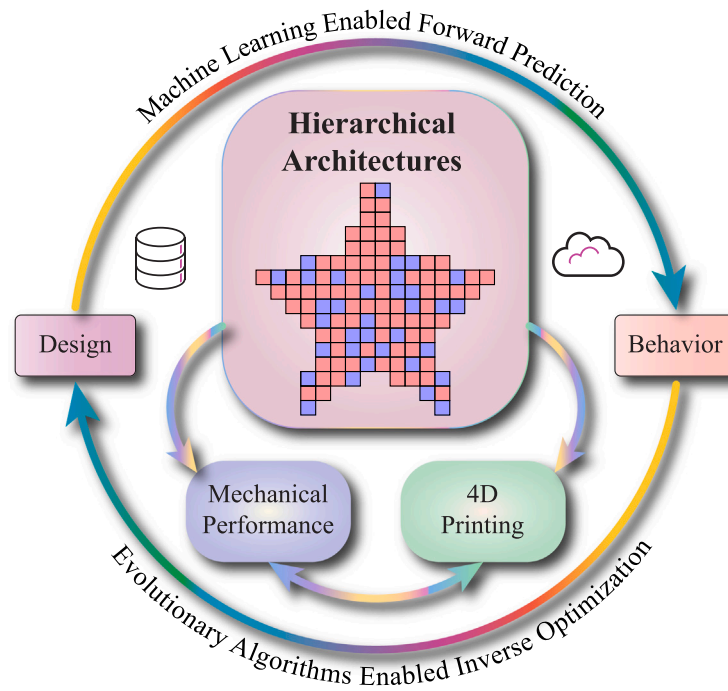 Machine Learning Enabled Forward Prediction
Hierarchical
Architectures
Design
Behavior
Mechanical
Performance
4D
Printing
Evolutionary Algorithms Enabled Inverse Optimization